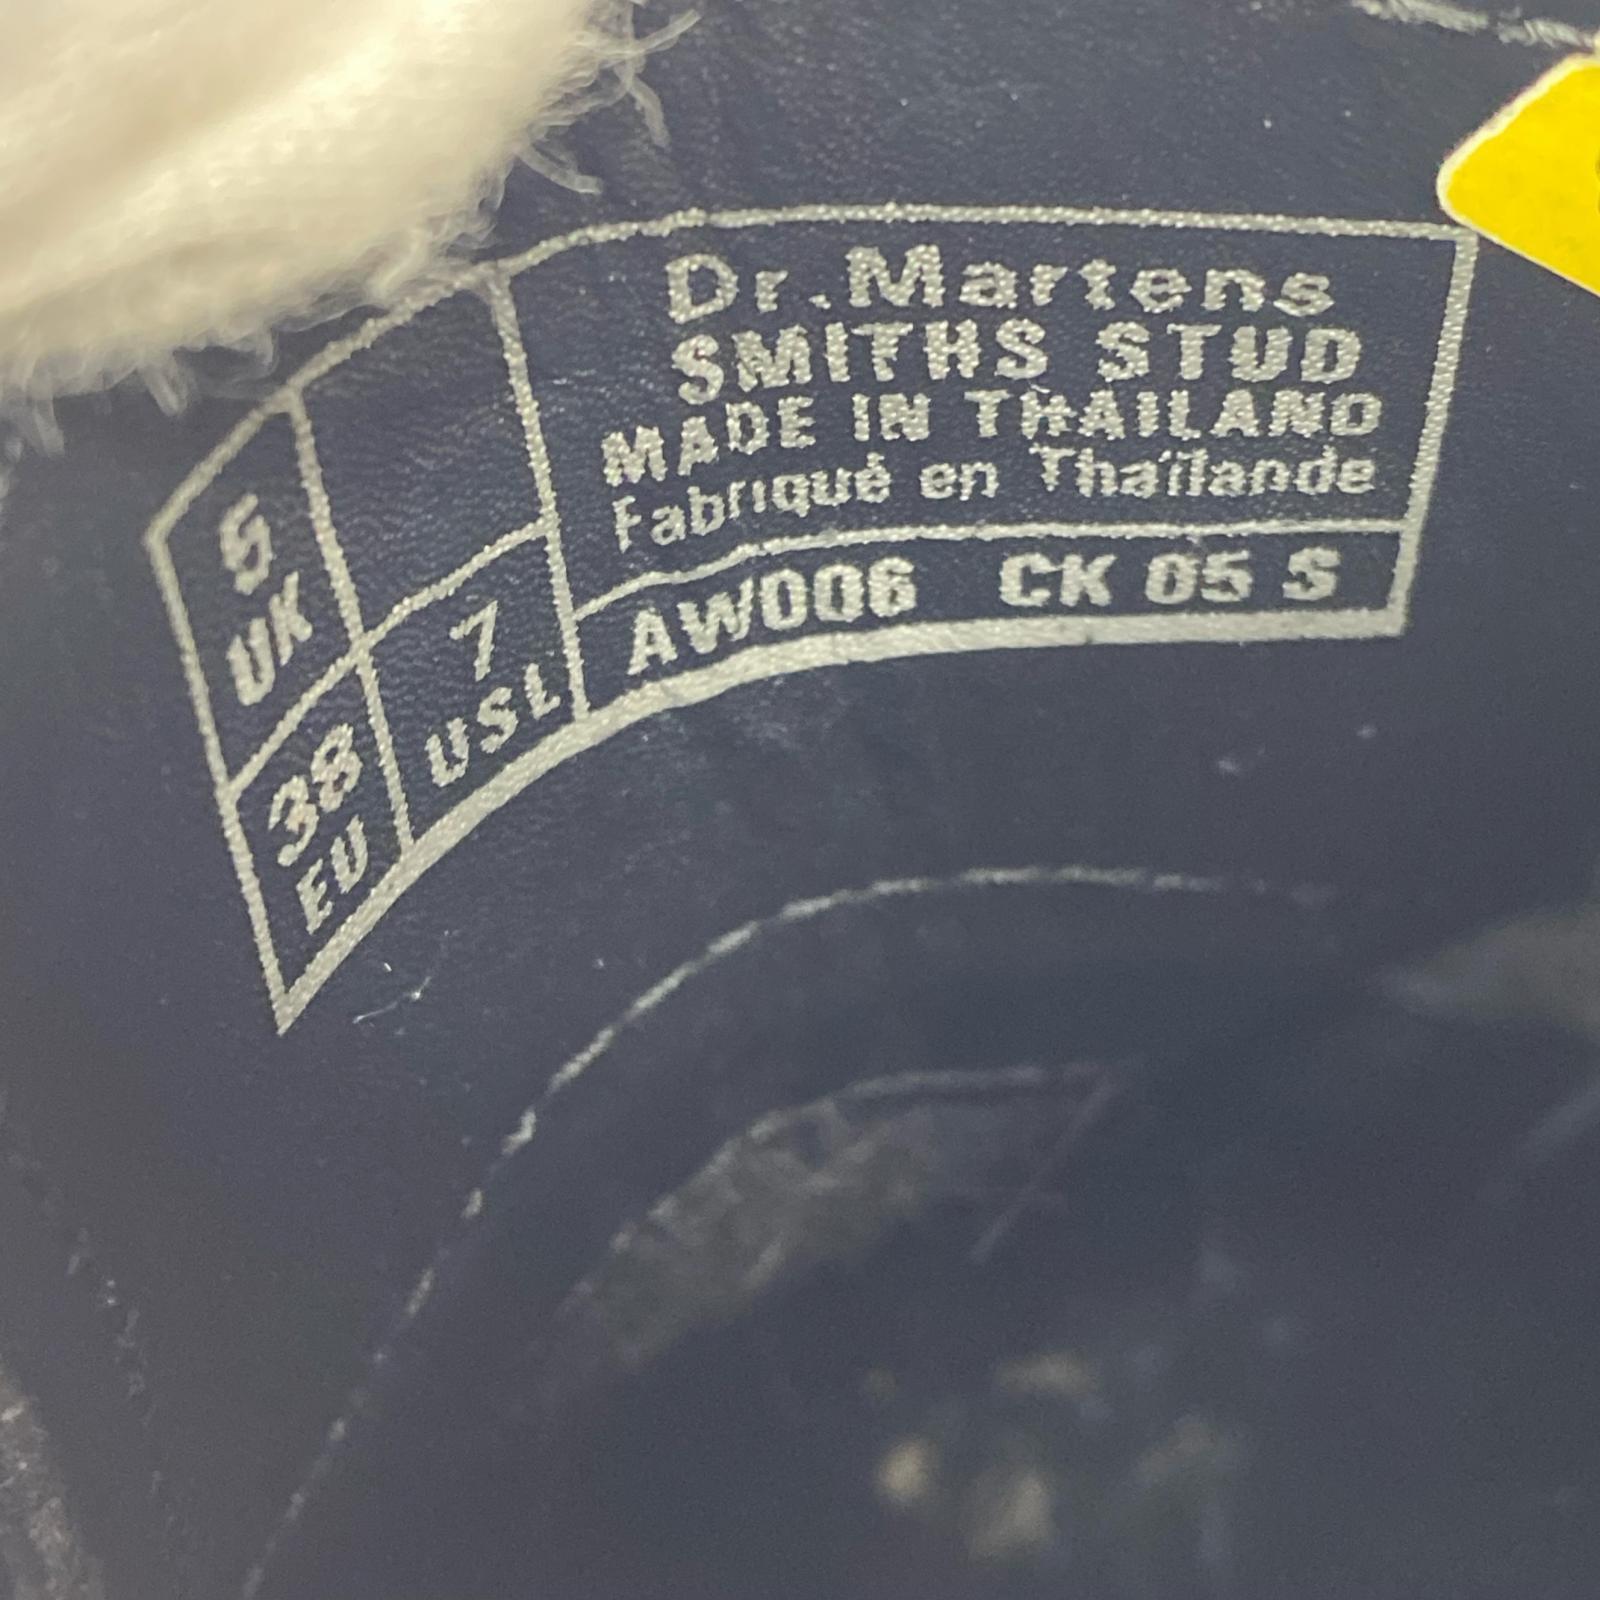 Dr. Martens
SMITHS STUD
MADE IN THAILAND
Fabriqué en Thaïlande
AW006 CK 05 S
5
UK
38
EU
7
USL